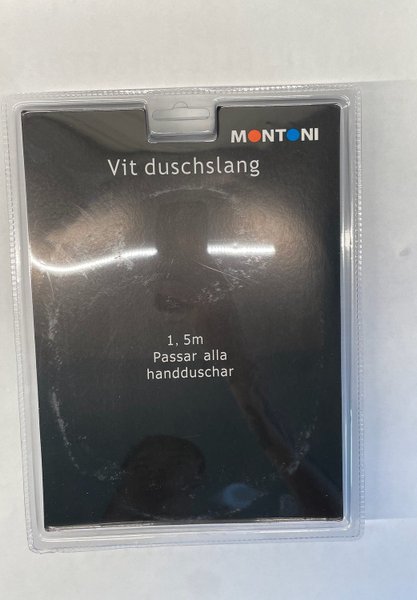 MONTONI
Vit duschslang
1,5m
Passar alla
handduschar